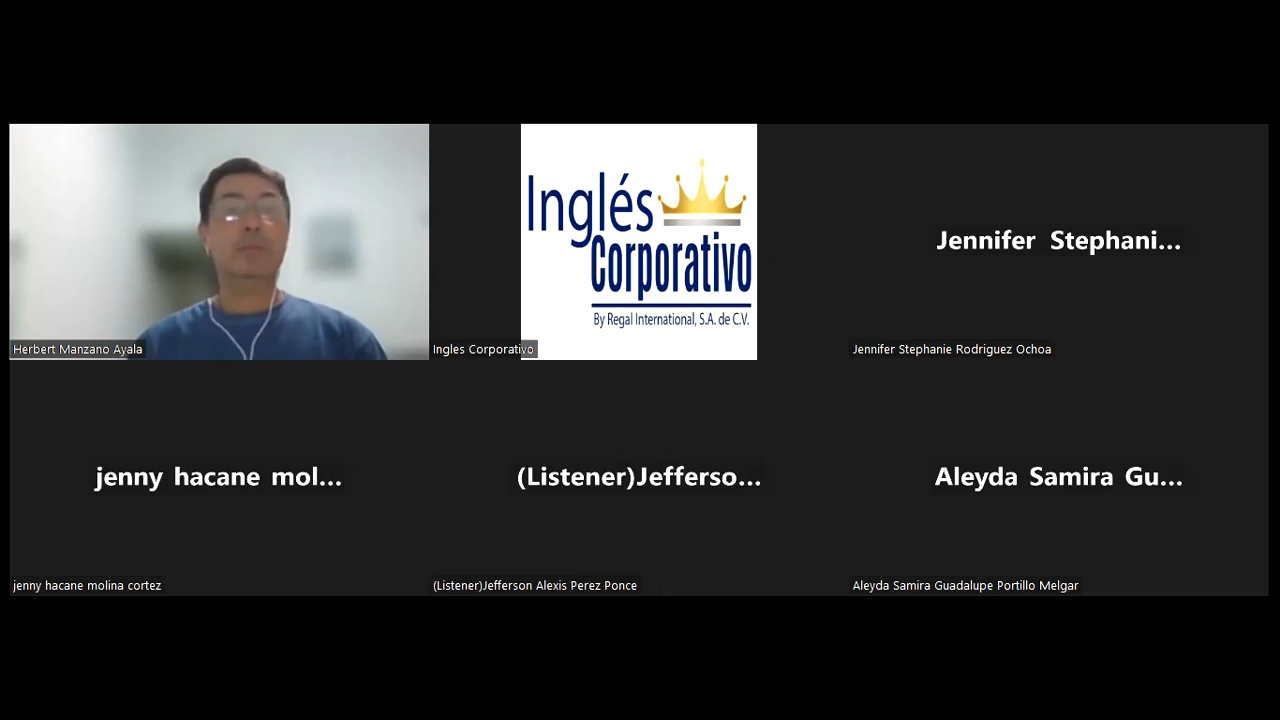 Herbert Manzano Ayala
Inglés
Corporativo
By Regal International, S.A. de C.V.
Ingles Corporativo
Jennifer Stephani...
Jennifer Stephanie Rodriguez Ochoa
jenny hacane mol...
jenny hacane molina cortez
(Listener)Jefferso...
(Listener)Jefferson Alexis Perez Ponce
Aleyda Samira Gu...
Aleyda Samira Guadalupe Portillo Melgar